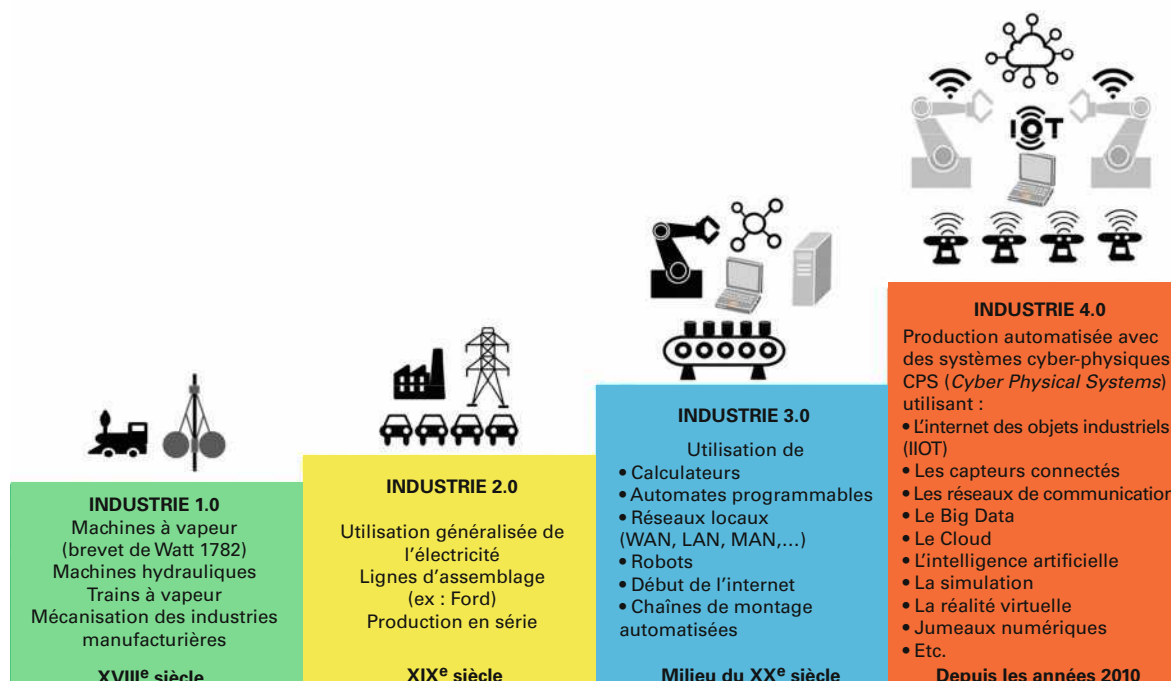 IOT
INDUSTRIE 1.0
Machines à vapeur
(brevet de Watt 1782)
Machines hydrauliques
Trains à vapeur
Mécanisation des industries
manufacturières
XVIIIe siècle
INDUSTRIE 2.0
Utilisation généralisée de
l’électricité
Lignes d’assemblage
(ex : Ford)
Production en série
XIXe siècle
INDUSTRIE 3.0
Utilisation de
• Calculateurs
• Automates programmables
• Réseaux locaux
(WAN, LAN, MAN,…)
• Robots
• Début de l’internet
• Chaînes de montage
automatisées
Milieu du XXe siècle
INDUSTRIE 4.0
Production automatisée avec
des systèmes cyber-physiques
CPS (Cyber Physical Systems)
utilisant :
• L’internet des objets industriels
(IIOT)
• Les capteurs connectés
• Les réseaux de communication
• Le Big Data
• Le Cloud
• L’intelligence artificielle
• La simulation
• La réalité virtuelle
• Jumeaux numériques
• Etc.
Depuis les années 2010